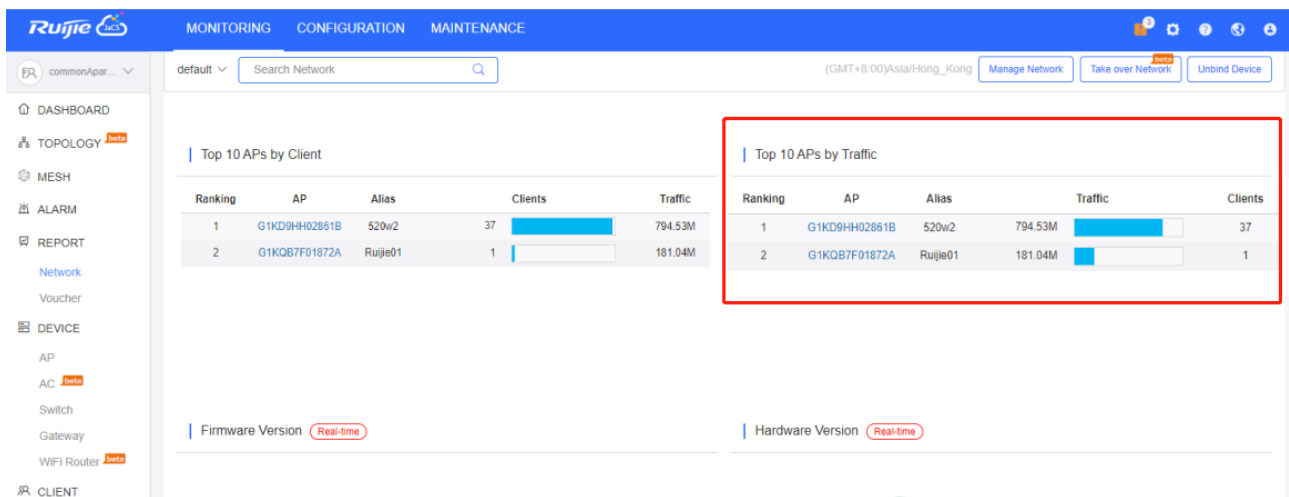 Ruijie JaCS MONITORING CONFIGURATION MAINTENANCE 3
commonApar... default Search Network (GMT+8:00)Asia/Hong_Kong Manage Network Take over Network beta Unbind Device
DASHBOARD
TOPOLOGY beta
MESH
ALARM
REPORT
Network
Voucher
DEVICE
AP
AC beta
Switch
Gateway
WiFi Router beta
CLIENT
Top 10 APs by Client
Ranking AP Alias Clients Traffic
1 G1KD9HH02861B 520w2 37 794.53M
2 G1KQB7F01872A Ruijie01 1 181.04M
Top 10 APs by Traffic
Ranking AP Alias Traffic Clients
1 G1KD9HH02861B 520w2 794.53M 37
2 G1KQB7F01872A Ruijie01 181.04M 1
Firmware Version Real-time
Hardware Version Real-time